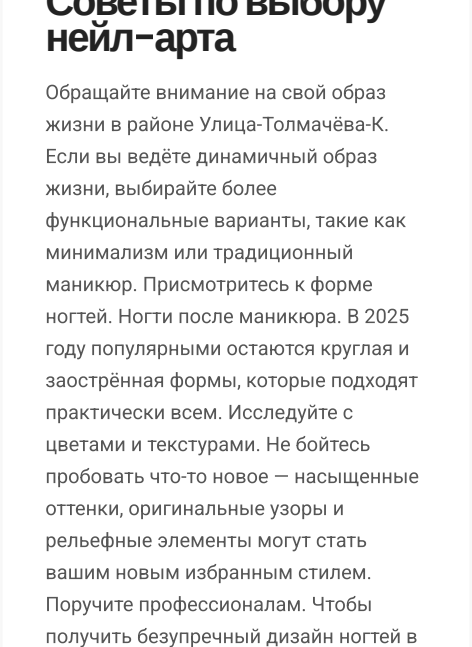 Советы по выбору
нейл-арта
Обращайте внимание на свой образ
жизни в районе Улица-Толмачёва-К.
Если вы ведёте динамичный образ
жизни, выбирайте более
функциональные варианты, такие как
минимализм или традиционный
маникюр. Присмотритесь к форме
ногтей. Ногти после маникюра. В 2025
году популярными остаются круглая и
заострённая формы, которые подходят
практически всем. Исследуйте с
цветами и текстурами. Не бойтесь
пробовать что-то новое — насыщенные
оттенки, оригинальные узоры и
рельефные элементы могут стать
вашим новым избранным стилем.
Поручите профессионалам. Чтобы
получить безупречный дизайн ногтей в